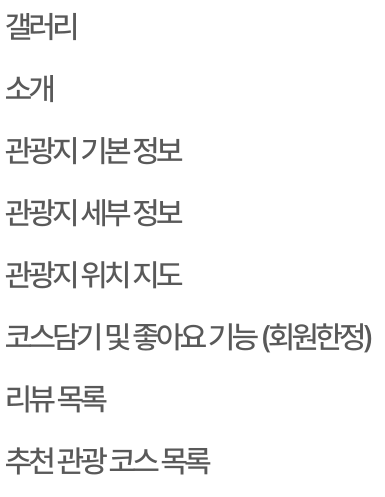 갤러리
소개
관광지 기본 정보
관광지 세부 정보
관광지 위치 지도
코스담기 및 좋아요 기능 (회원한정)
리뷰 목록
추천 관광 코스 목록